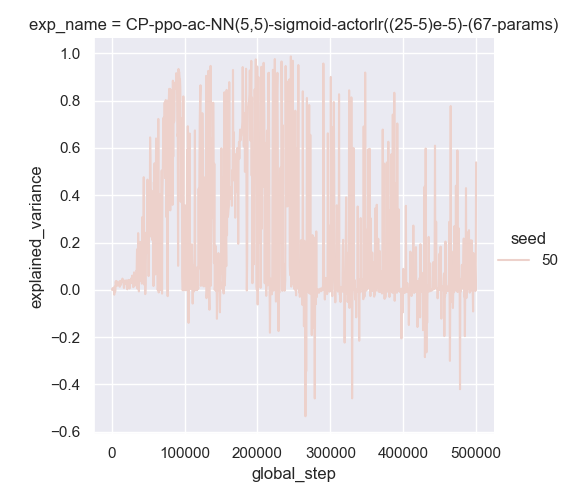 exp_name = CP-ppo-ac-NN(5,5)-sigmoid-actorlr((25-5)e-5)-(67-params)
1.0
0.8
0.6
0.4
0.2
0.0
−0.2
−0.4
−0.6
explained_variance
0 100000 200000 300000 400000 500000
global_step
seed
50